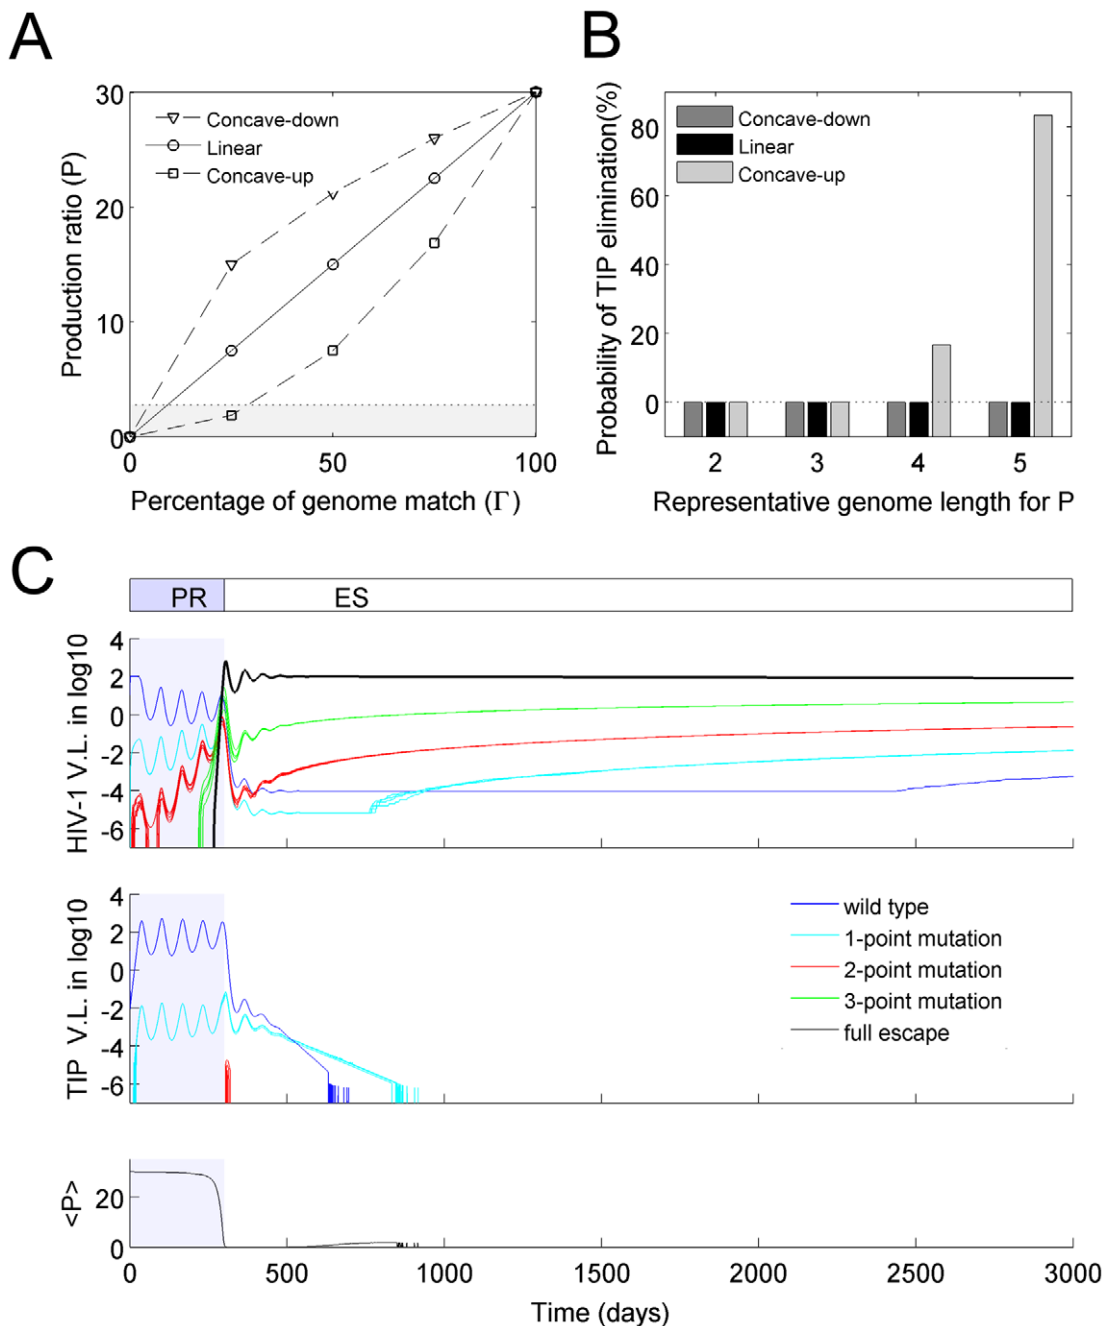 A
30
20
10
0
Production ratio (P)
Concave-down
Linear
Concave-up
0
50
100
Percentage of genome match (Γ)
B
80
60
40
20
0
Probability of TIP elimination(%)
Concave-down
Linear
Concave-up
2
3
4
5
Representative genome length for P
C
PR
ES
4
2
0
-2
-4
-6
HIV-1 V.L. in log10
4
2
0
-2
-4
-6
TIP V.L. in log10
wild type
1-point mutation
2-point mutation
3-point mutation
full escape
20
0
<P>
0
500
1000
1500
2000
2500
3000
Time (days)